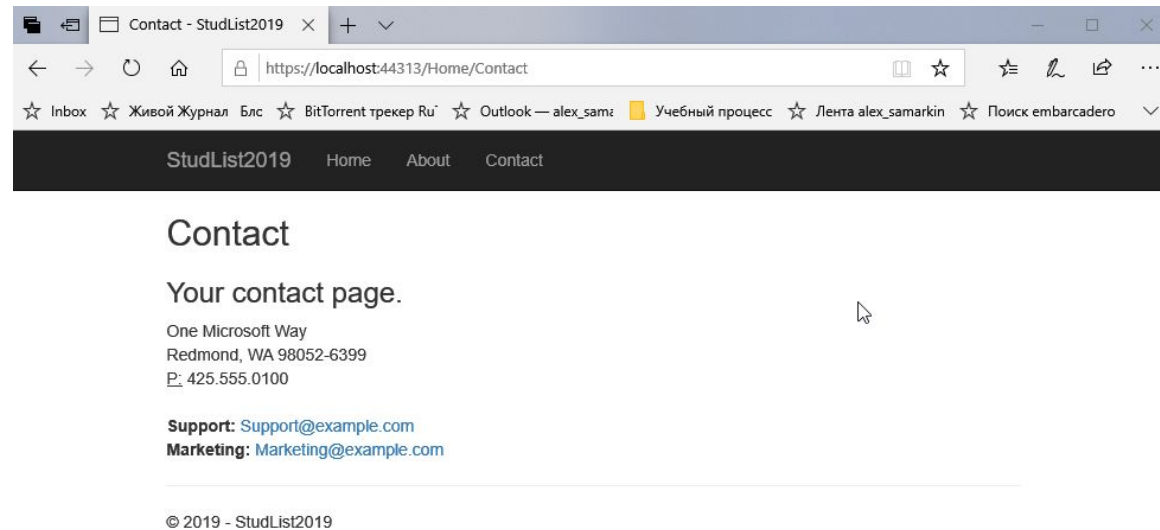 Contact - StudList2019
https://localhost:44313/Home/Contact
Inbox Живой Журнал Блс BitTorrent трекер Ru Outlook — alex_sama Учебный процесс Лента alex_samarkin Поиск embarcadero
StudList2019 Home About Contact
Contact
Your contact page.
One Microsoft Way
Redmond, WA 98052-6399
P: 425.555.0100
Support: Support@example.com
Marketing: Marketing@example.com
© 2019 - StudList2019